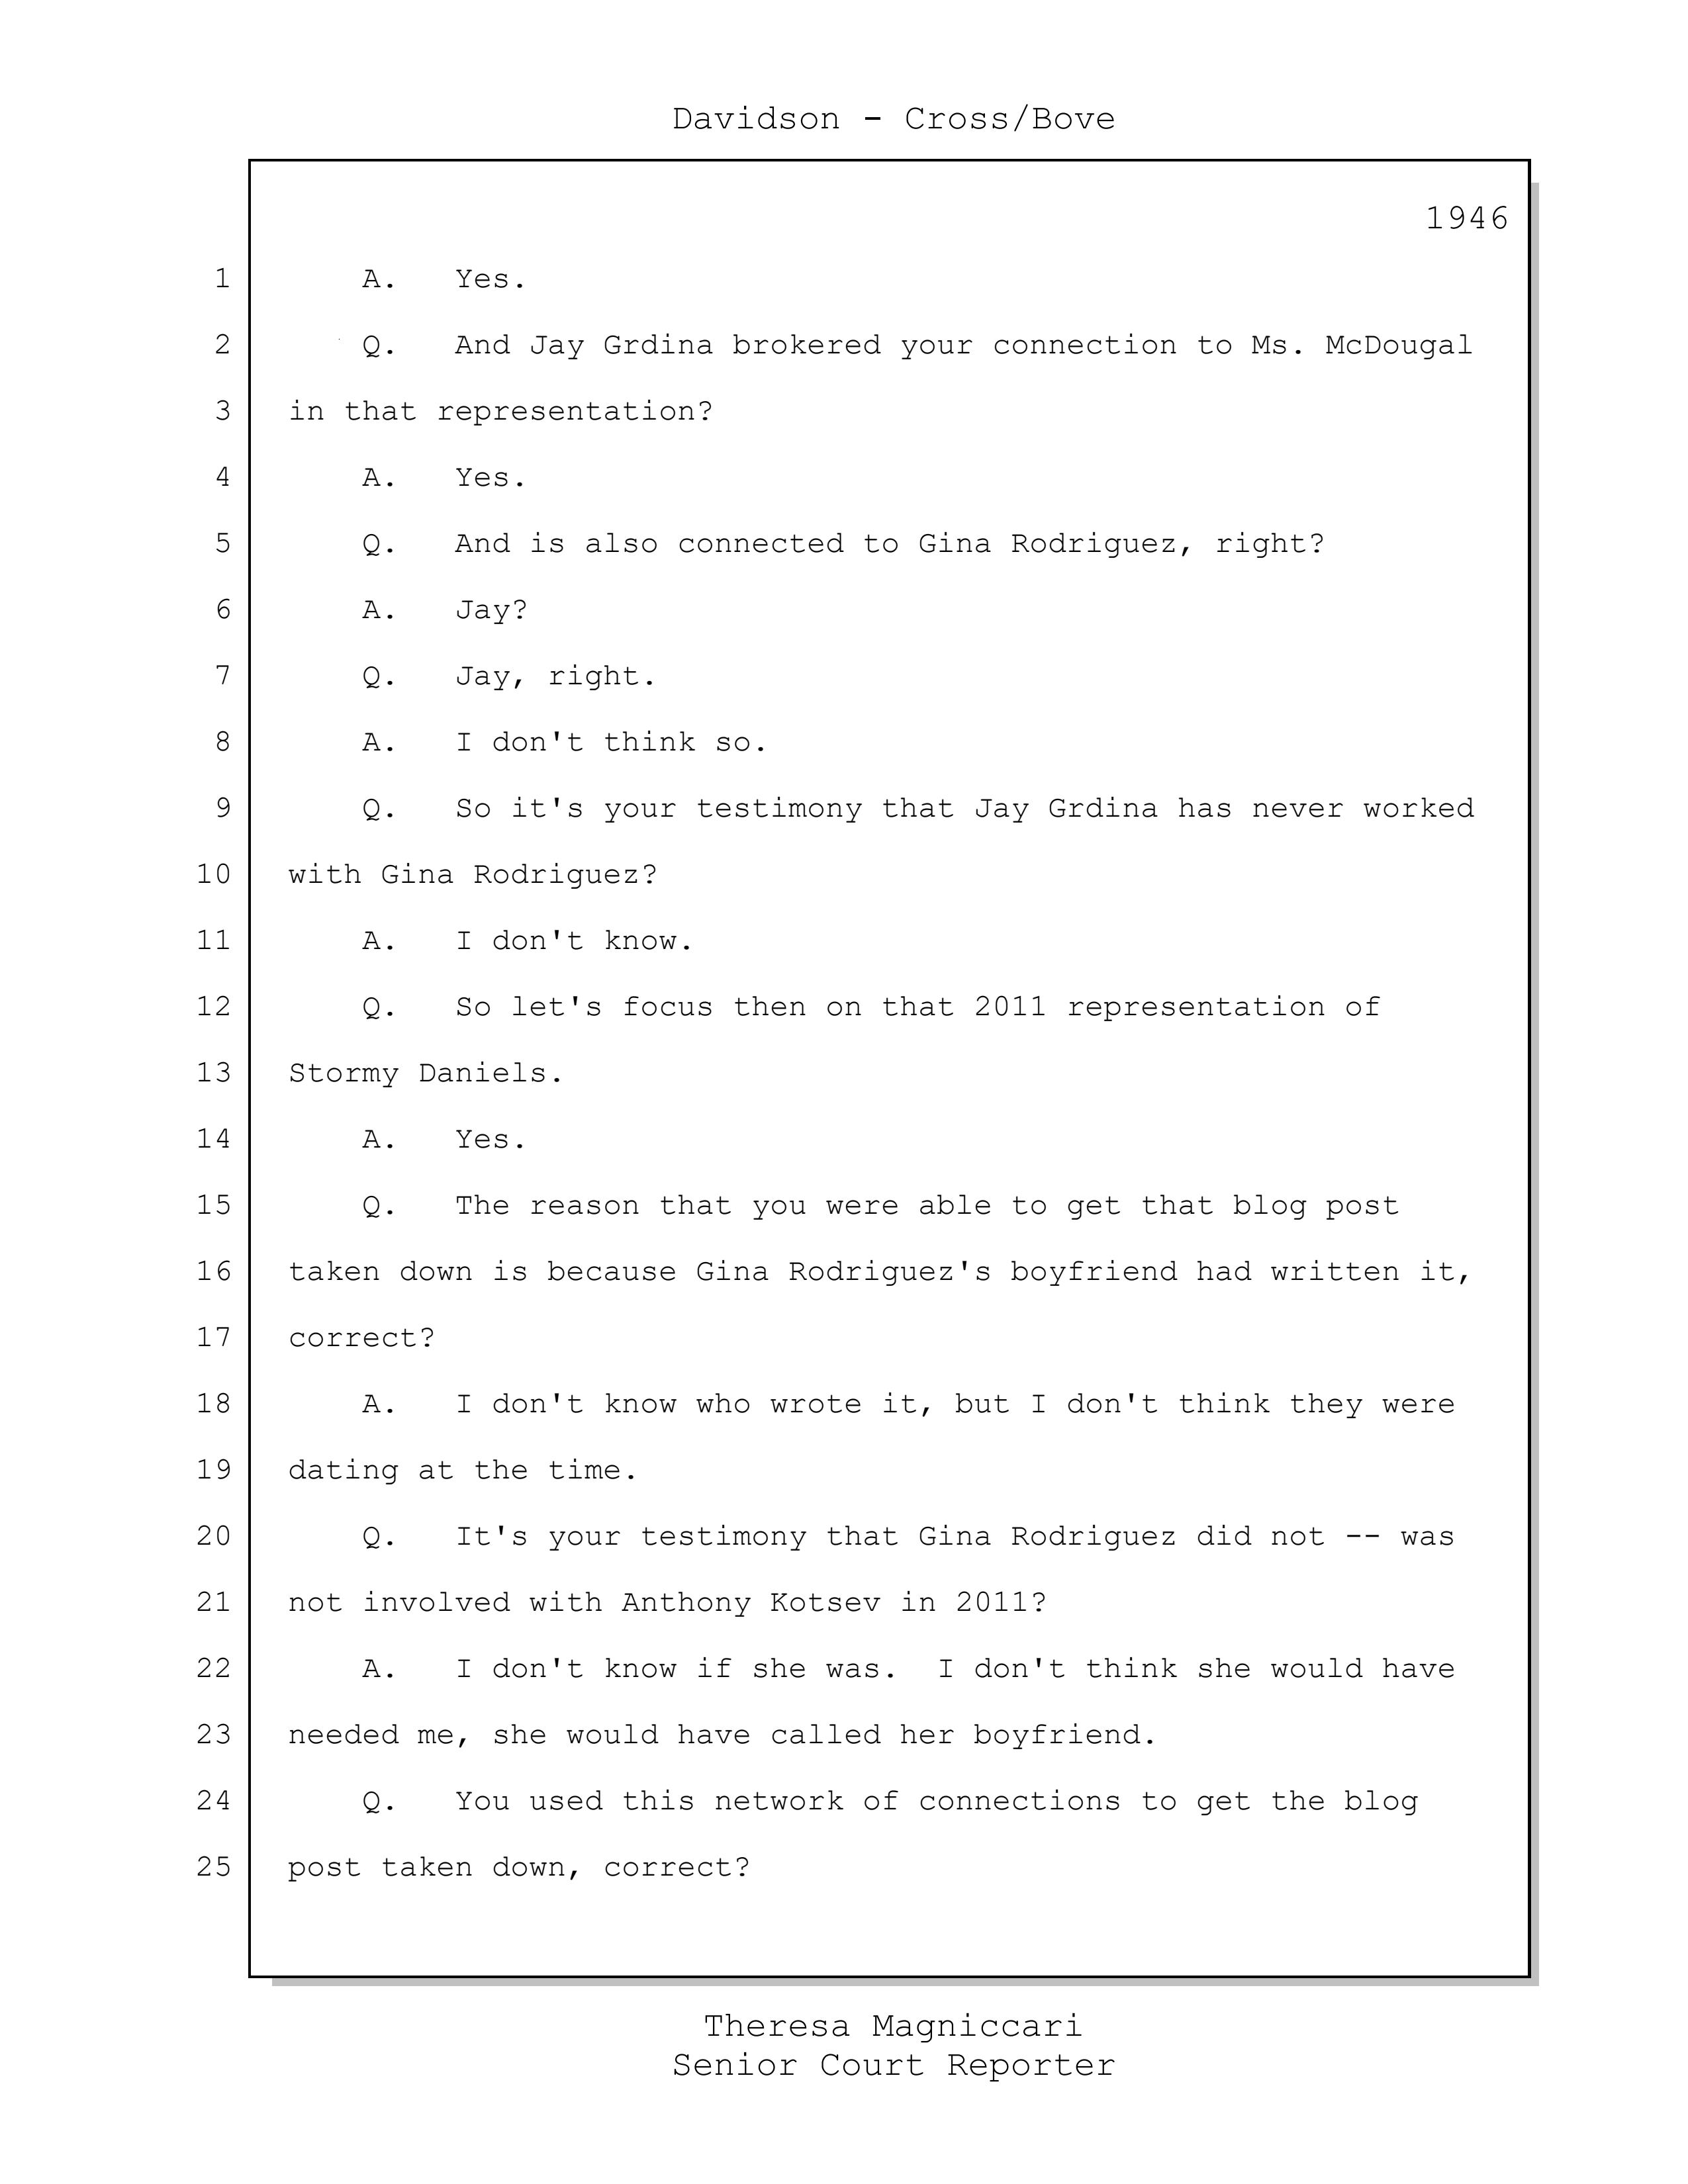 Davidson - Cross/Bove
1946
1 A. Yes.
2 Q. And Jay Grdina brokered your connection to Ms. McDougal
3 in that representation?
4 A. Yes.
5 Q. And is also connected to Gina Rodriguez, right?
6 A. Jay?
7 Q. Jay, right.
8 A. I don't think so.
9 Q. So it's your testimony that Jay Grdina has never worked
10 with Gina Rodriguez?
11 A. I don't know.
12 Q. So let's focus then on that 2011 representation of
13 Stormy Daniels.
14 A. Yes.
15 Q. The reason that you were able to get that blog post
16 taken down is because Gina Rodriguez's boyfriend had written it,
17 correct?
18 A. I don't know who wrote it, but I don't think they were
19 dating at the time.
20 Q. It's your testimony that Gina Rodriguez did not -- was
21 not involved with Anthony Kotsev in 2011?
22 A. I don't know if she was. I don't think she would have
23 needed me, she would have called her boyfriend.
24 Q. You used this network of connections to get the blog
25 post taken down, correct?
Theresa Magniccari
Senior Court Reporter